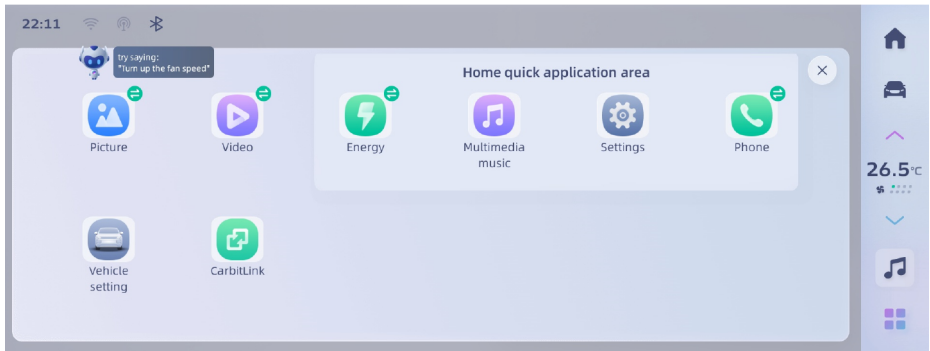 22:11
try saying:
"Turn up the fan speed"
Home quick application area
Picture
Video
Energy
Multimedia
music
Settings
Phone
Vehicle
setting
CarbitLink
26.5°C